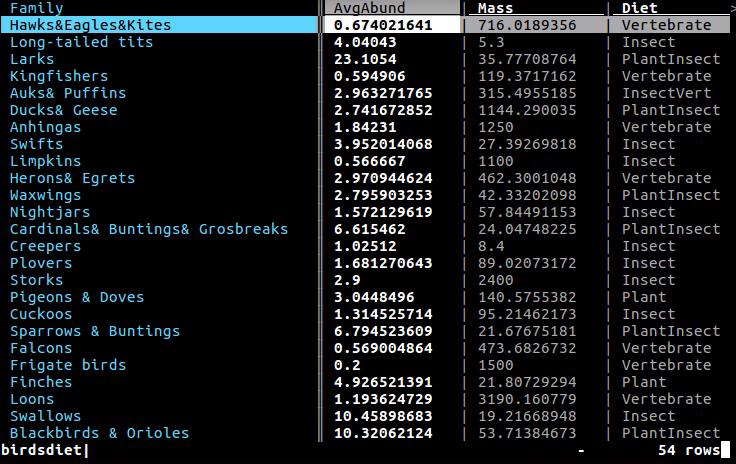 Family AvgAbund | Mass | Diet >
Hawks&Eagles&Kites 0.674021641 | 716.0189356 | Vertebrate
Long-tailed tits 4.04043 | 5.3 | Insect
Larks 23.1054 | 35.77708764 | PlantInsect
Kingfishers 0.594906 | 119.3717162 | Vertebrate
Auks& Puffins 2.963271765 | 315.4955185 | InsectVert
Ducks& Geese 2.741672852 | 1144.290035 | PlantInsect
Anhingas 1.84231 | 1250 | Vertebrate
Swifts 3.952014068 | 27.39269818 | Insect
Limpkins 0.566667 | 1100 | Insect
Herons& Egrets 2.970944624 | 462.3001048 | Vertebrate
Waxwings 2.795903253 | 42.33202098 | PlantInsect
Nightjars 1.572129619 | 57.84491153 | Insect
Cardinals& Buntings& Grosbreaks 6.615462 | 24.04748225 | PlantInsect
Creepers 1.02512 | 8.4 | Insect
Plovers 1.681270643 | 89.02073172 | Insect
Storks 2.9 | 2400 | Insect
Pigeons & Doves 3.0448496 | 140.5755382 | Plant
Cuckoos 1.314525714 | 95.21462173 | Insect
Sparrows & Buntings 6.794523609 | 21.67675181 | PlantInsect
Falcons 0.569004864 | 473.6826732 | Vertebrate
Frigate birds 0.2 | 1500 | Vertebrate
Finches 4.926521391 | 21.80729294 | Plant
Loons 1.193624729 | 3190.160779 | Vertebrate
Swallows 10.45898683 | 19.21668948 | Insect
Blackbirds & Orioles 10.32062124 | 53.71384673 | PlantInsect
birdsdiet| - 54 rows